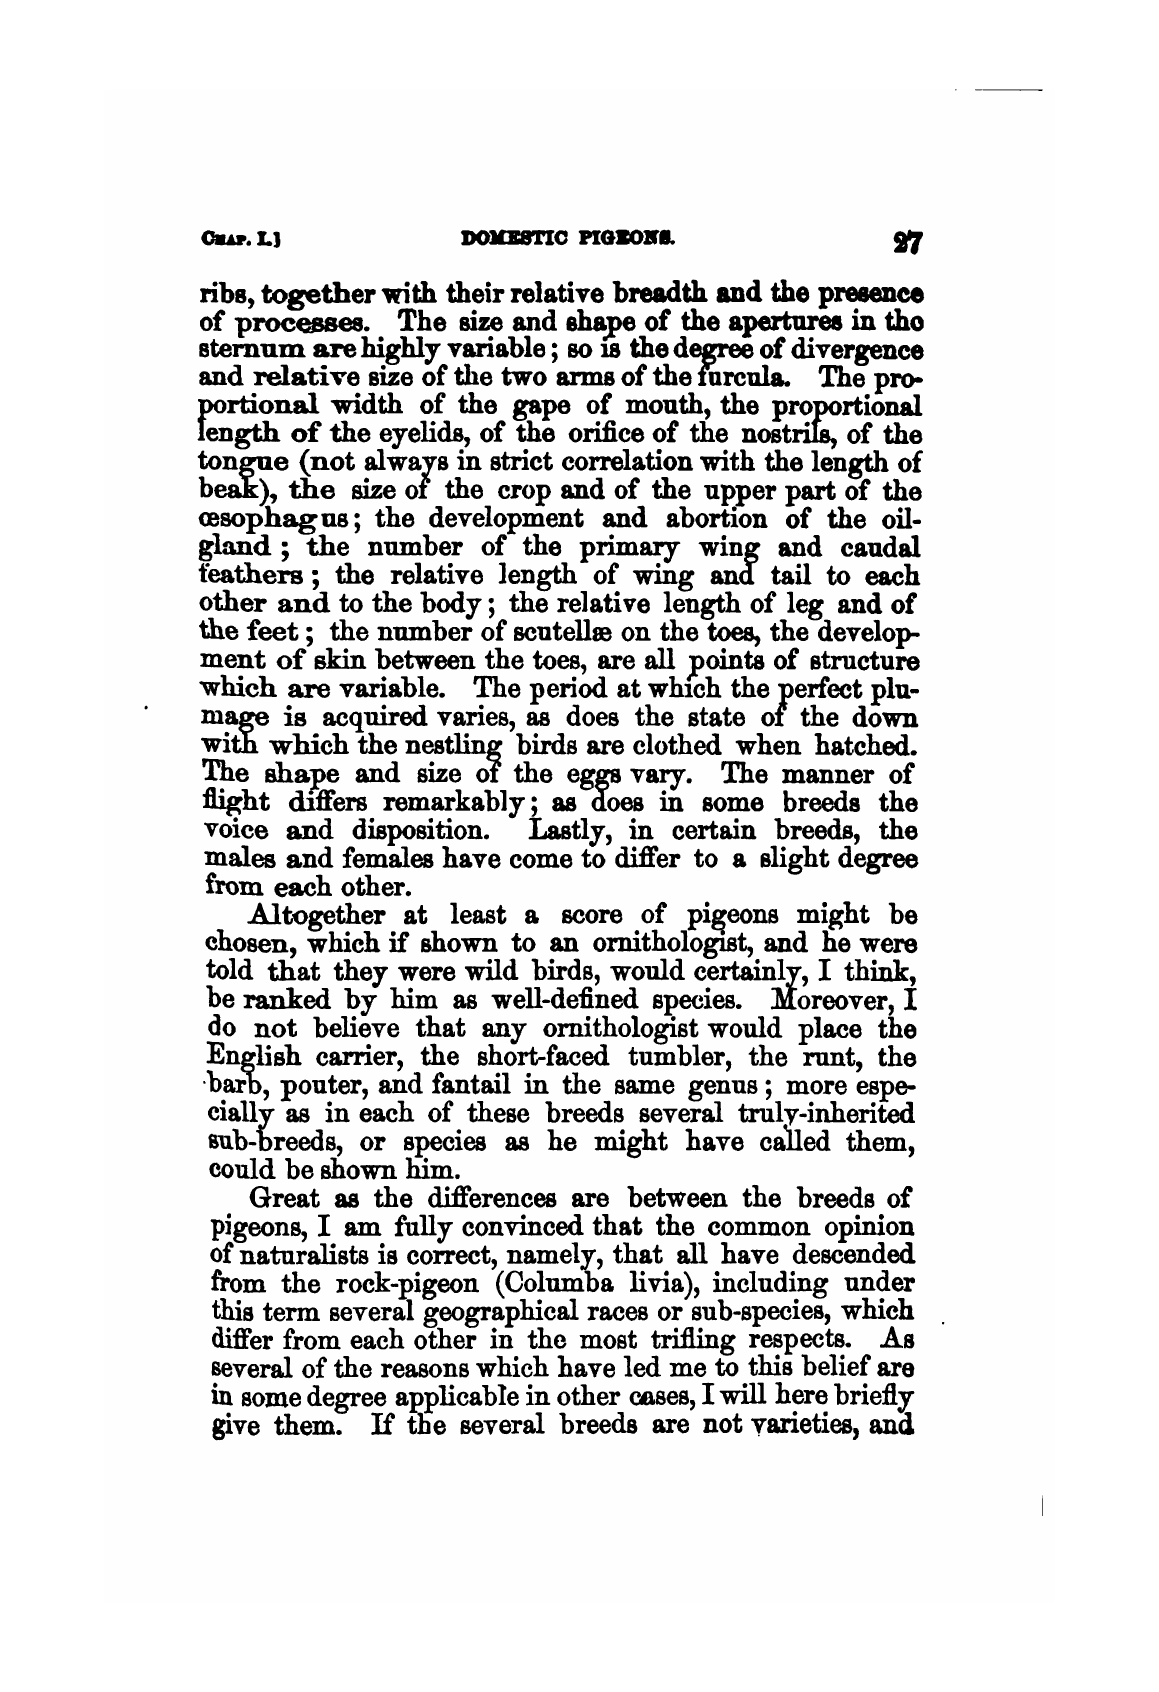 CHAP. I.]
DOMESTIC PIGEONS.
27
ribs, together with their relative breadth and the presence
of processes. The size and shape of the apertures in the
sternum are highly variable; so is the degree of divergence
and relative size of the two arms of the furcula. The pro-
portional width of the gape of mouth, the proportional
length of the eyelids, of the orifice of the nostrils, of the
tongue (not always in strict correlation with the length of
beak), the size of the crop and of the upper part of the
œsophagus; the development and abortion of the oil-
gland; the number of the primary wing and caudal
feathers; the relative length of wing and tail to each
other and to the body; the relative length of leg and of
the feet; the number of scutellæ on the toes, the develop-
ment of skin between the toes, are all points of structure
which are variable. The period at which the perfect plu-
mage is acquired varies, as does the state of the down
with which the nestling birds are clothed when hatched.
The shape and size of the eggs vary. The manner of
flight differs remarkably; as does in some breeds the
voice and disposition. Lastly, in certain breeds, the
males and females have come to differ to a slight degree
from each other.
Altogether at least a score of pigeons might be
chosen, which if shown to an ornithologist, and he were
told that they were wild birds, would certainly, I think,
be ranked by him as well-defined species. Moreover, I
do not believe that any ornithologist would place the
English carrier, the short-faced tumbler, the runt, the
barb, pouter, and fantail in the same genus; more espe-
cially as in each of these breeds several truly-inherited
sub-breeds, or species as he might have called them,
could be shown him.
Great as the differences are between the breeds of
pigeons, I am fully convinced that the common opinion
of naturalists is correct, namely, that all have descended
from the rock-pigeon (Columba livia), including under
this term several geographical races or sub-species, which
differ from each other in the most trifling respects. As
several of the reasons which have led me to this belief are
in some degree applicable in other cases, I will here briefly
give them. If the several breeds are not varieties, and